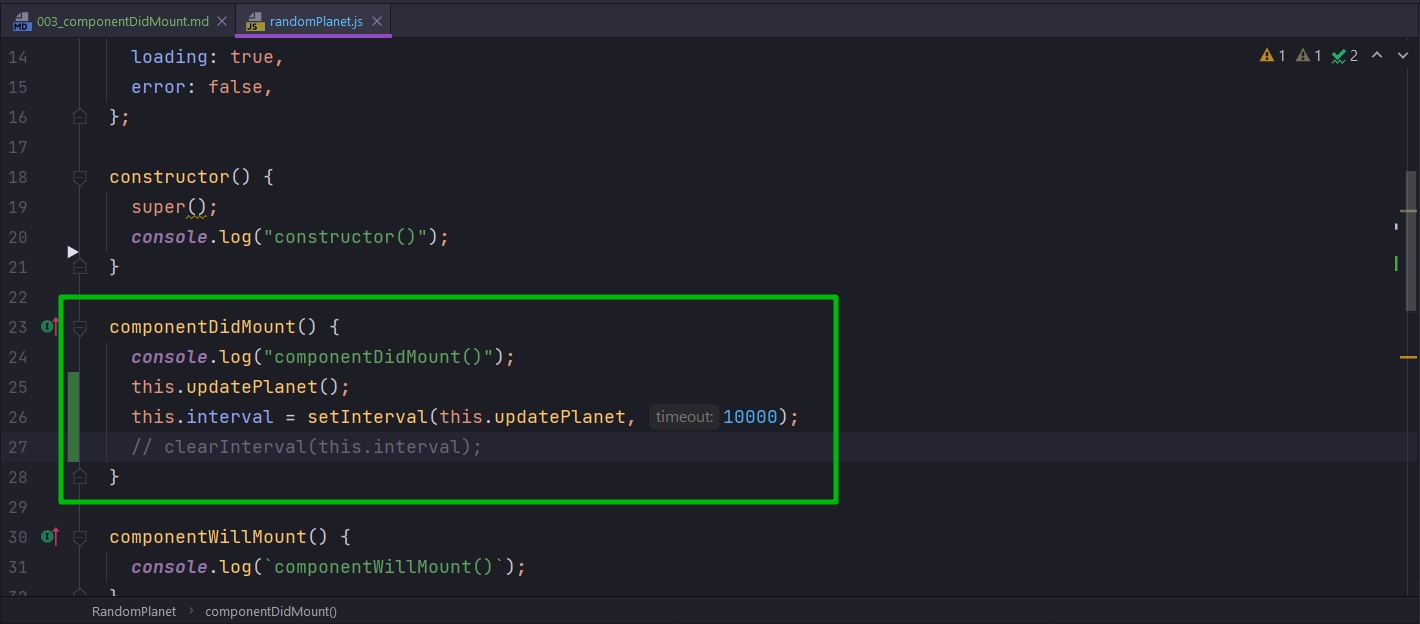 003_componentDidMount.md randomPlanet.js
14 loading: true,
1 1 2
15 error: false,
16 };
17
18 constructor() {
19 super();
20 console.log("constructor()");
21 }
22
23 componentDidMount() {
24 console.log("componentDidMount()");
25 this.updatePlanet();
26 this.interval = setInterval(this.updatePlanet, timeout: 10000);
27 // clearInterval(this.interval);
28 }
29
30 componentWillMount() {
31 console.log(`componentWillMount()`);
32 }
RandomPlanet › componentDidMount()